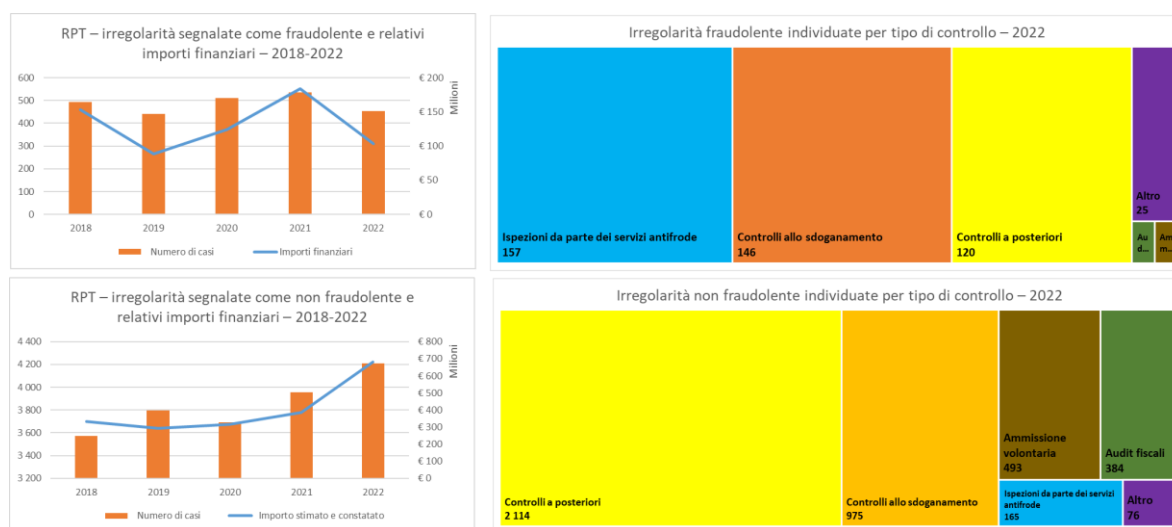 RPT – irregolarità segnalate come fraudolente e relativi
importi finanziari – 2018-2022
600
500
400
300
200
100
0
€ 200
€ 150
€ 100
€ 50
€ 0
Milioni
2018
2019
2020
2021
2022
Numero di casi
Importi finanziari
Irregolarità fraudolente individuate per tipo di controllo – 2022
Ispezioni da parte dei servizi antifrode
157
Controlli allo sdoganamento
146
Controlli a posteriori
120
Altro
25
Au
d...
Am
m...
RPT – irregolarità segnalate come non fraudolente e
relativi importi finanziari – 2018-2022
4 400
4 200
4 000
3 800
3 600
3 400
3 200
€ 800
€ 700
€ 600
€ 500
€ 400
€ 300
€ 200
€ 100
€ 0
Milioni
2018
2019
2020
2021
2022
Numero di casi
Importo stimato e constatato
Irregolarità non fraudolente individuate per tipo di controllo – 2022
Controlli a posteriori
2 114
Controlli allo sdoganamento
975
Ammissione
volontaria
493
Audit fiscali
384
Ispezioni da parte dei servizi
antifrode
165
Altro
76